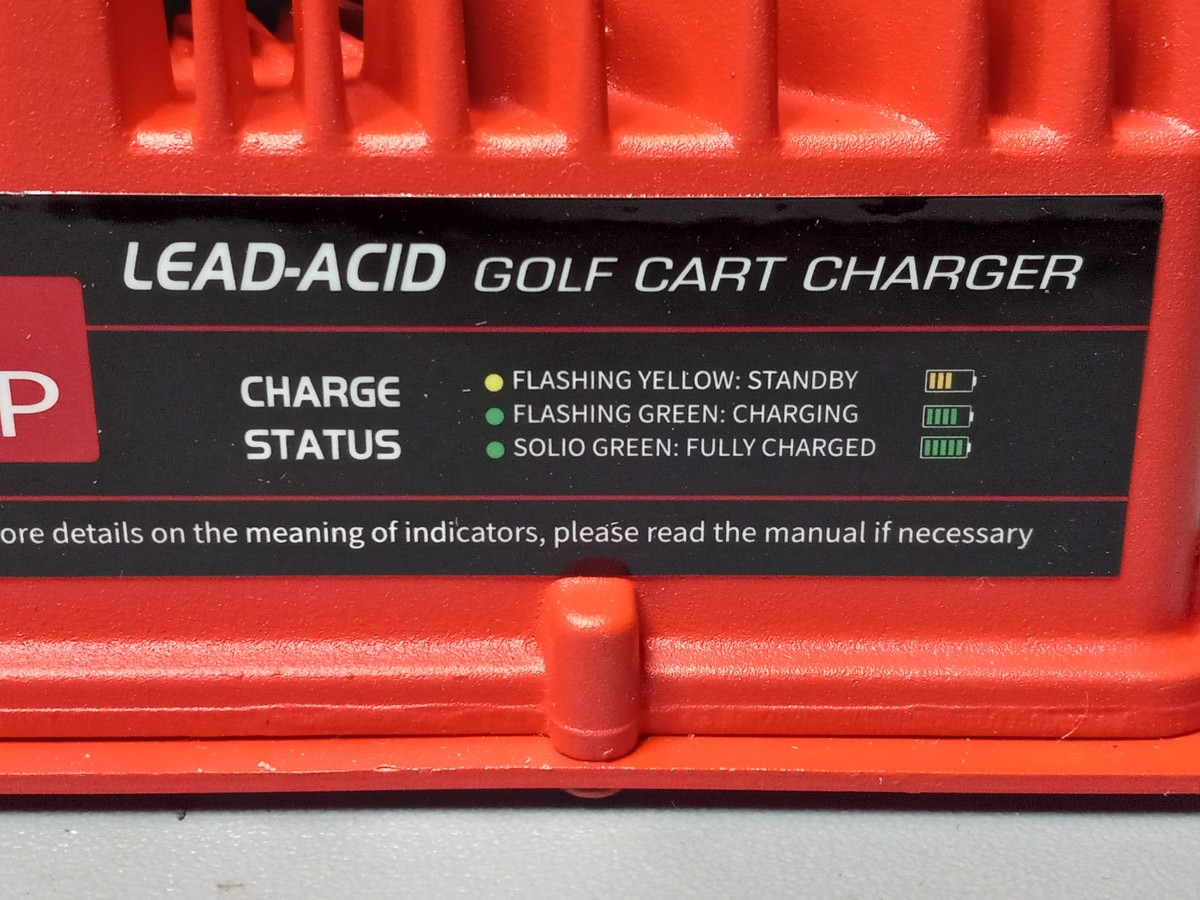 LEAD-ACID GOLF CART CHARGER
P
CHARGE
STATUS
FLASHING YELLOW: STANDBY
FLASHING GREEN: CHARGING
SOLIO GREEN: FULLY CHARGED
ore details on the meaning of indicators, please read the manual if necessary